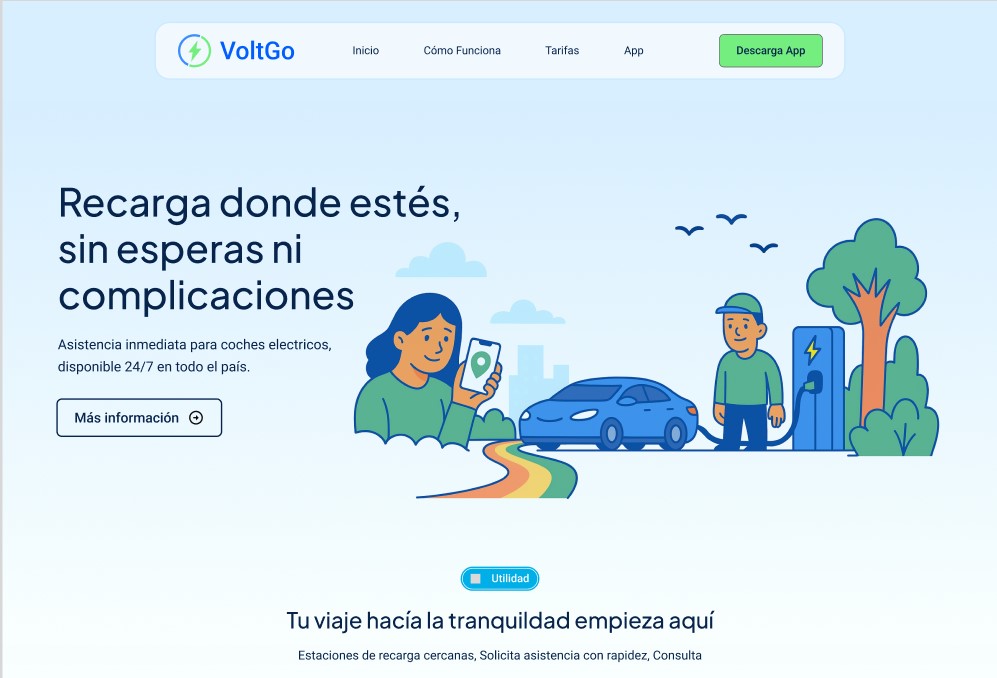 VoltGo
Inicio
Cómo Funciona
Tarifas
App
Descarga App
Recarga donde estés,
sin esperas ni
complicaciones
Asistencia inmediata para coches electricos,
disponible 24/7 en todo el país.
Más información
Utilidad
Tu viaje hacía la tranquildad empieza aquí
Estaciones de recarga cercanas, Solicita asistencia con rapidez, Consulta